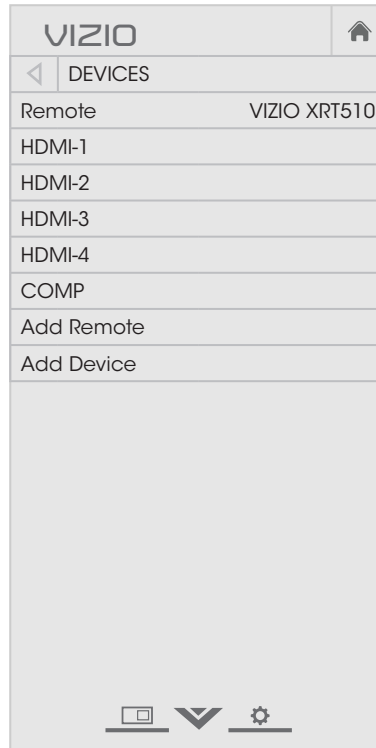 VIZIO
DEVICES
Remote VIZIO XRT510
HDMI-1
HDMI-2
HDMI-3
HDMI-4
COMP
Add Remote
Add Device